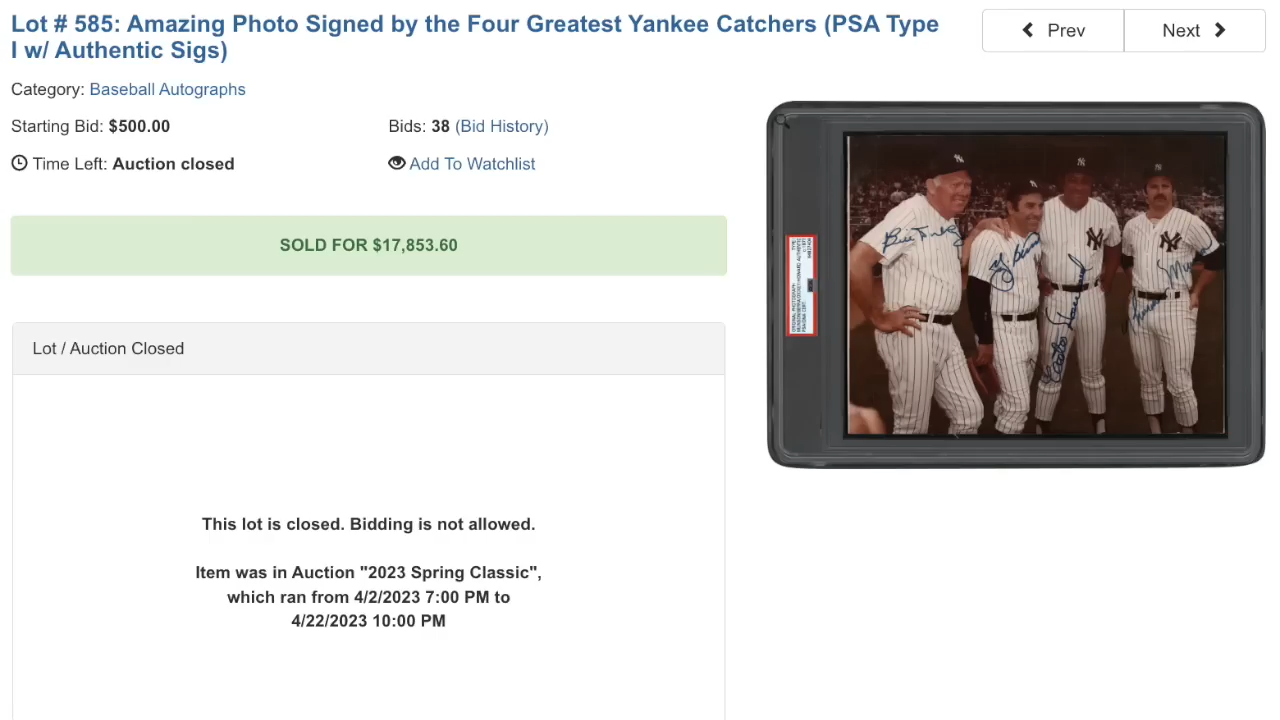 Lot # 585: Amazing Photo Signed by the Four Greatest Yankee Catchers (PSA Type
I w/ Authentic Sigs)
Prev
Next
Category: Baseball Autographs
Starting Bid: $500.00
Bids: 38 (Bid History)
Time Left: Auction closed
Add To Watchlist
SOLD FOR $17,853.60
Lot / Auction Closed
This lot is closed. Bidding is not allowed.
Item was in Auction "2023 Spring Classic",
which ran from 4/2/2023 7:00 PM to
4/22/2023 10:00 PM